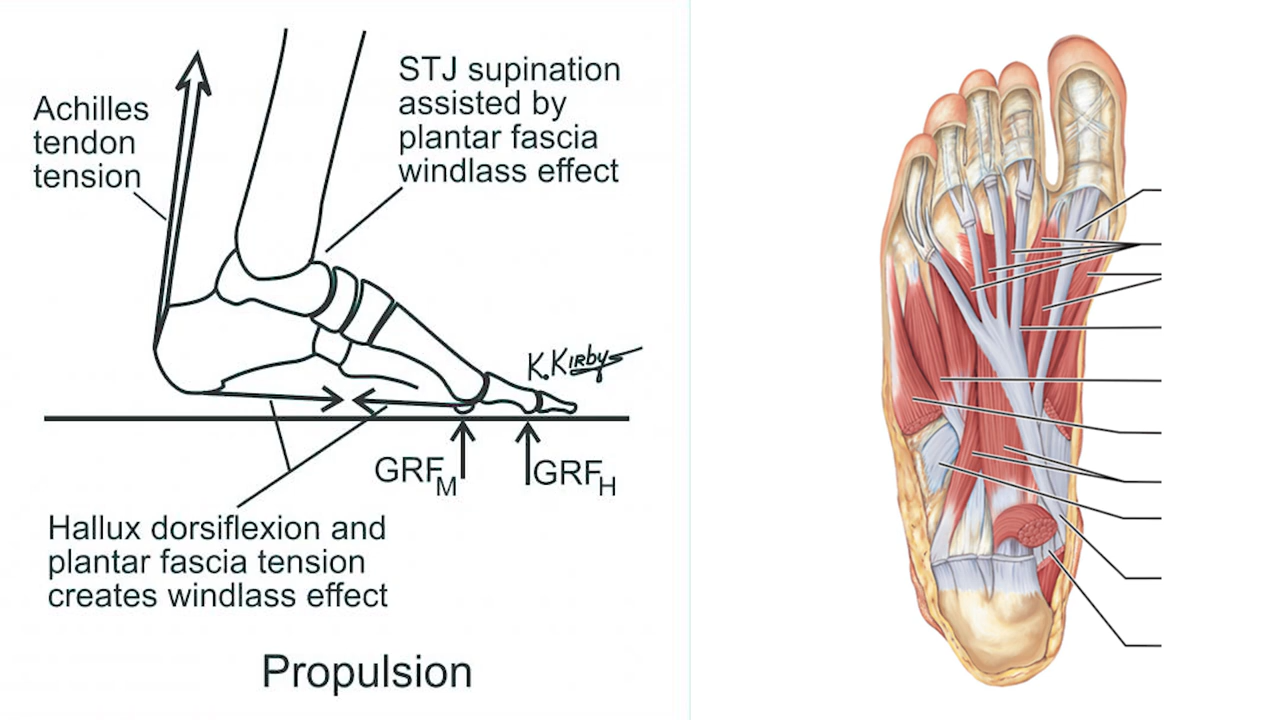 Achilles
tendon
tension
STJ supination
assisted by
plantar fascia
windlass effect
K.Kirby
GRFM
GRFH
Hallux dorsiflexion and
plantar fascia tension
creates windlass effect
Propulsion